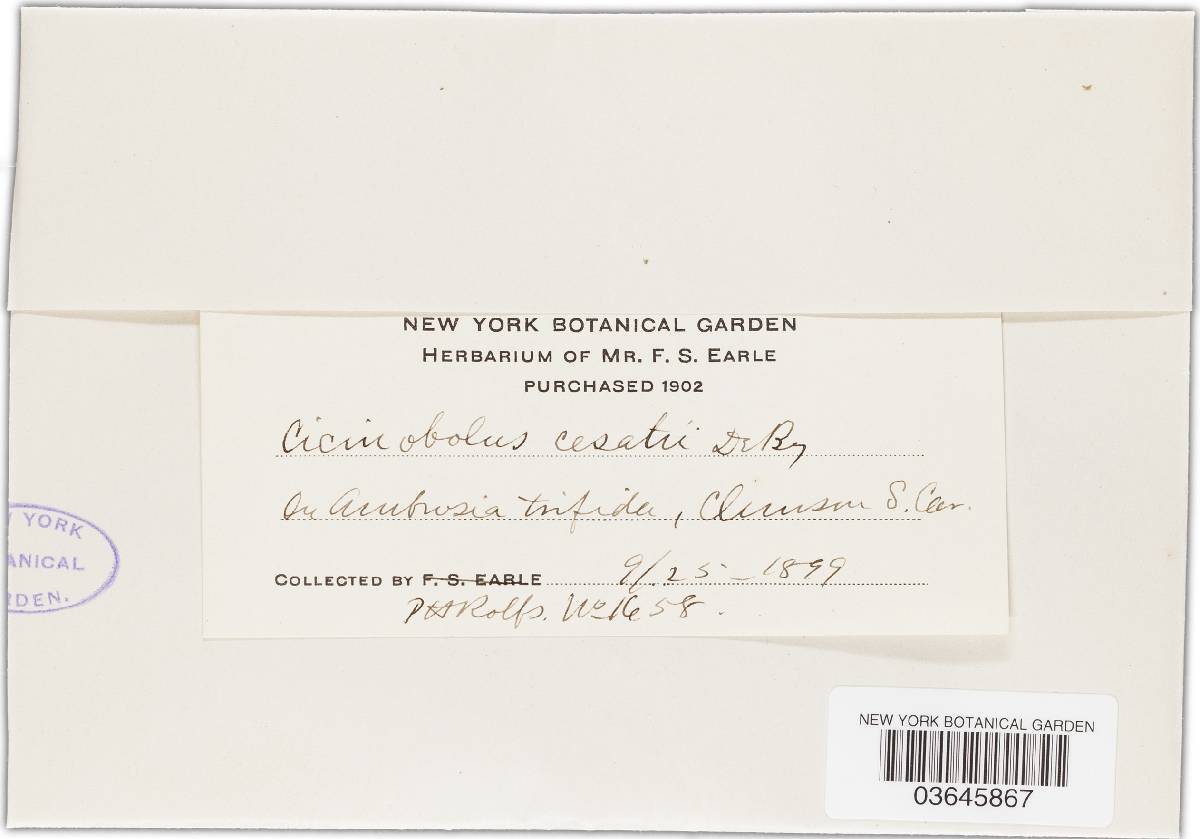 NEW YORK BOTANICAL GARDEN
HERBARIUM OF MR. F. S. EARLE
PURCHASED 1902
Cicinobolus cesatii DeBy
On Ambrosia trifida, Clemson S. Car.
COLLECTED BY F. S. EARLE 9/25-1899
PHRolfs. No 1658.
W YORK
ANICAL
RDEN.
NEW YORK BOTANICAL GARDEN
03645867